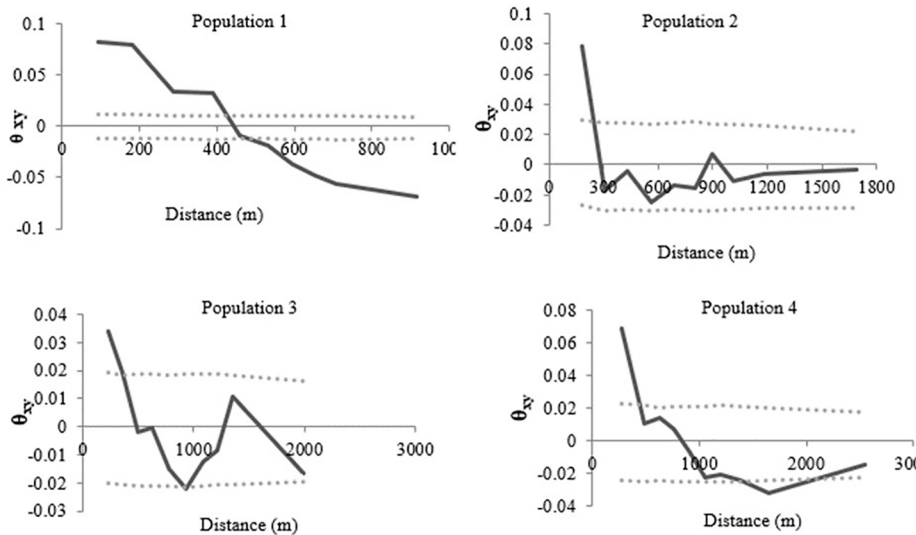 Population 1
0.1
0.05
0
-0.05
-0.1
θ xy
0 200 400 600 800 100
Distance (m)
Population 2
0.1
0.08
0.06
0.04
0.02
0
-0.02
-0.04
θxy
0 300 600 900 1200 1500 1800
Distance (m)
Population 3
0.04
0.03
0.02
0.01
0
-0.01
-0.02
-0.03
θxy
0 1000 2000 3000
Distance (m)
Population 4
0.08
0.06
0.04
0.02
0
-0.02
-0.04
θxy
0 1000 2000 300
Distance (m)